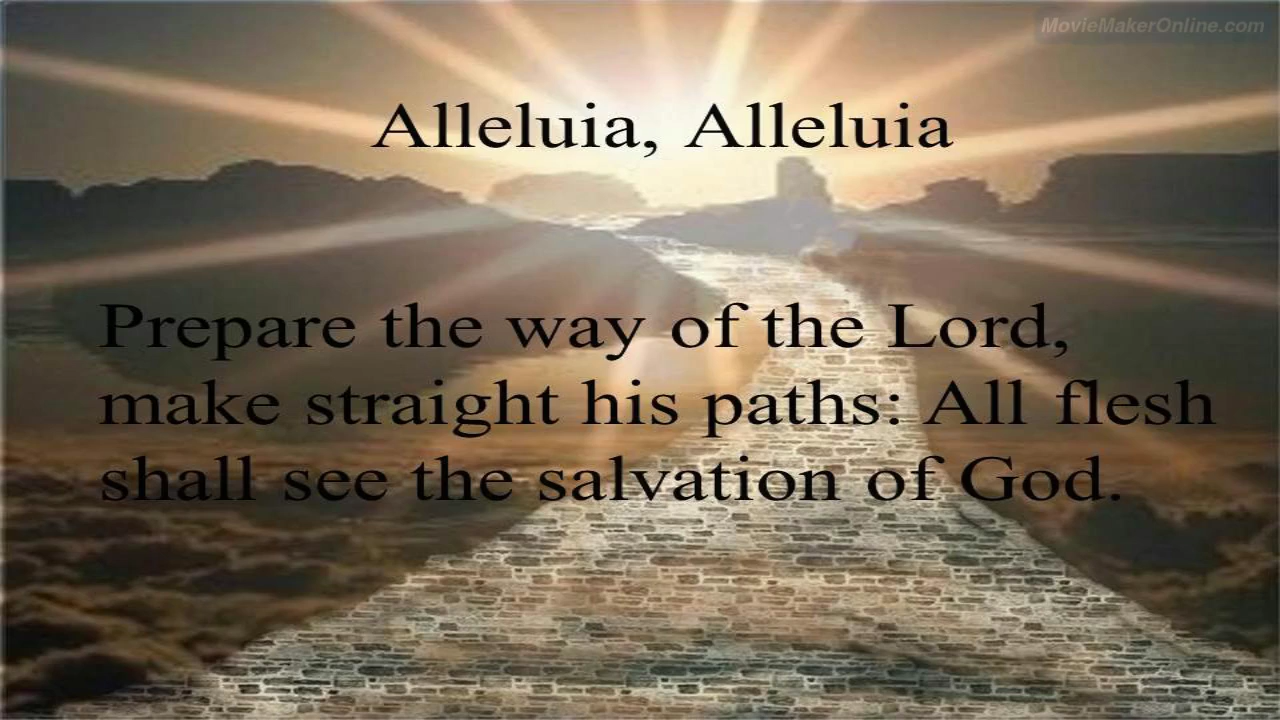 MovieMakerOnline.com
Alleluia, Alleluia
Prepare the way of the Lord,
make straight his paths: All flesh
shall see the salvation of God.